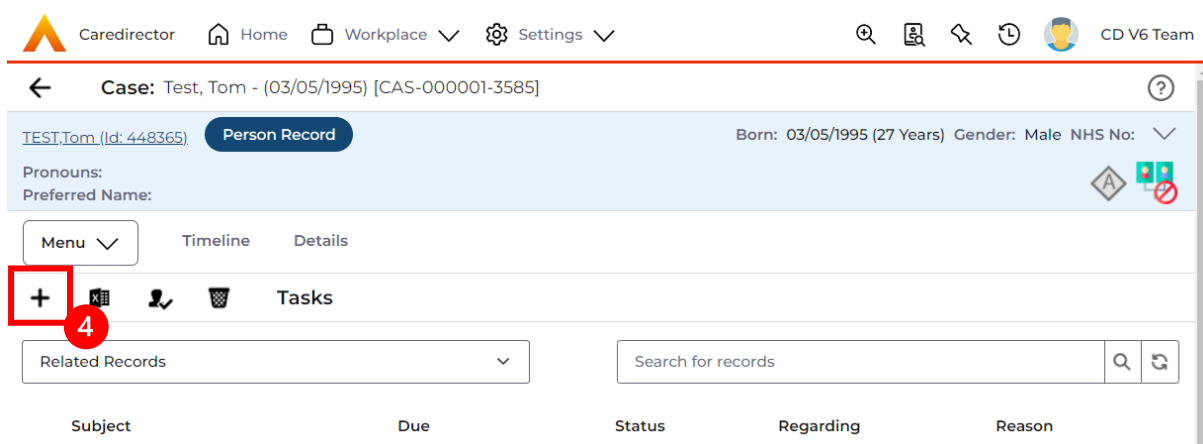 Caredirector Home Workplace Settings CD V6 Team
Case: Test, Tom - (03/05/1995) [CAS-000001-3585] ?
TEST,Tom (Id: 448365) Person Record Born: 03/05/1995 (27 Years) Gender: Male NHS No:
Pronouns:
Preferred Name:
A
Menu Timeline Details
Tasks
4
Related Records Search for records
Subject Due Status Regarding Reason